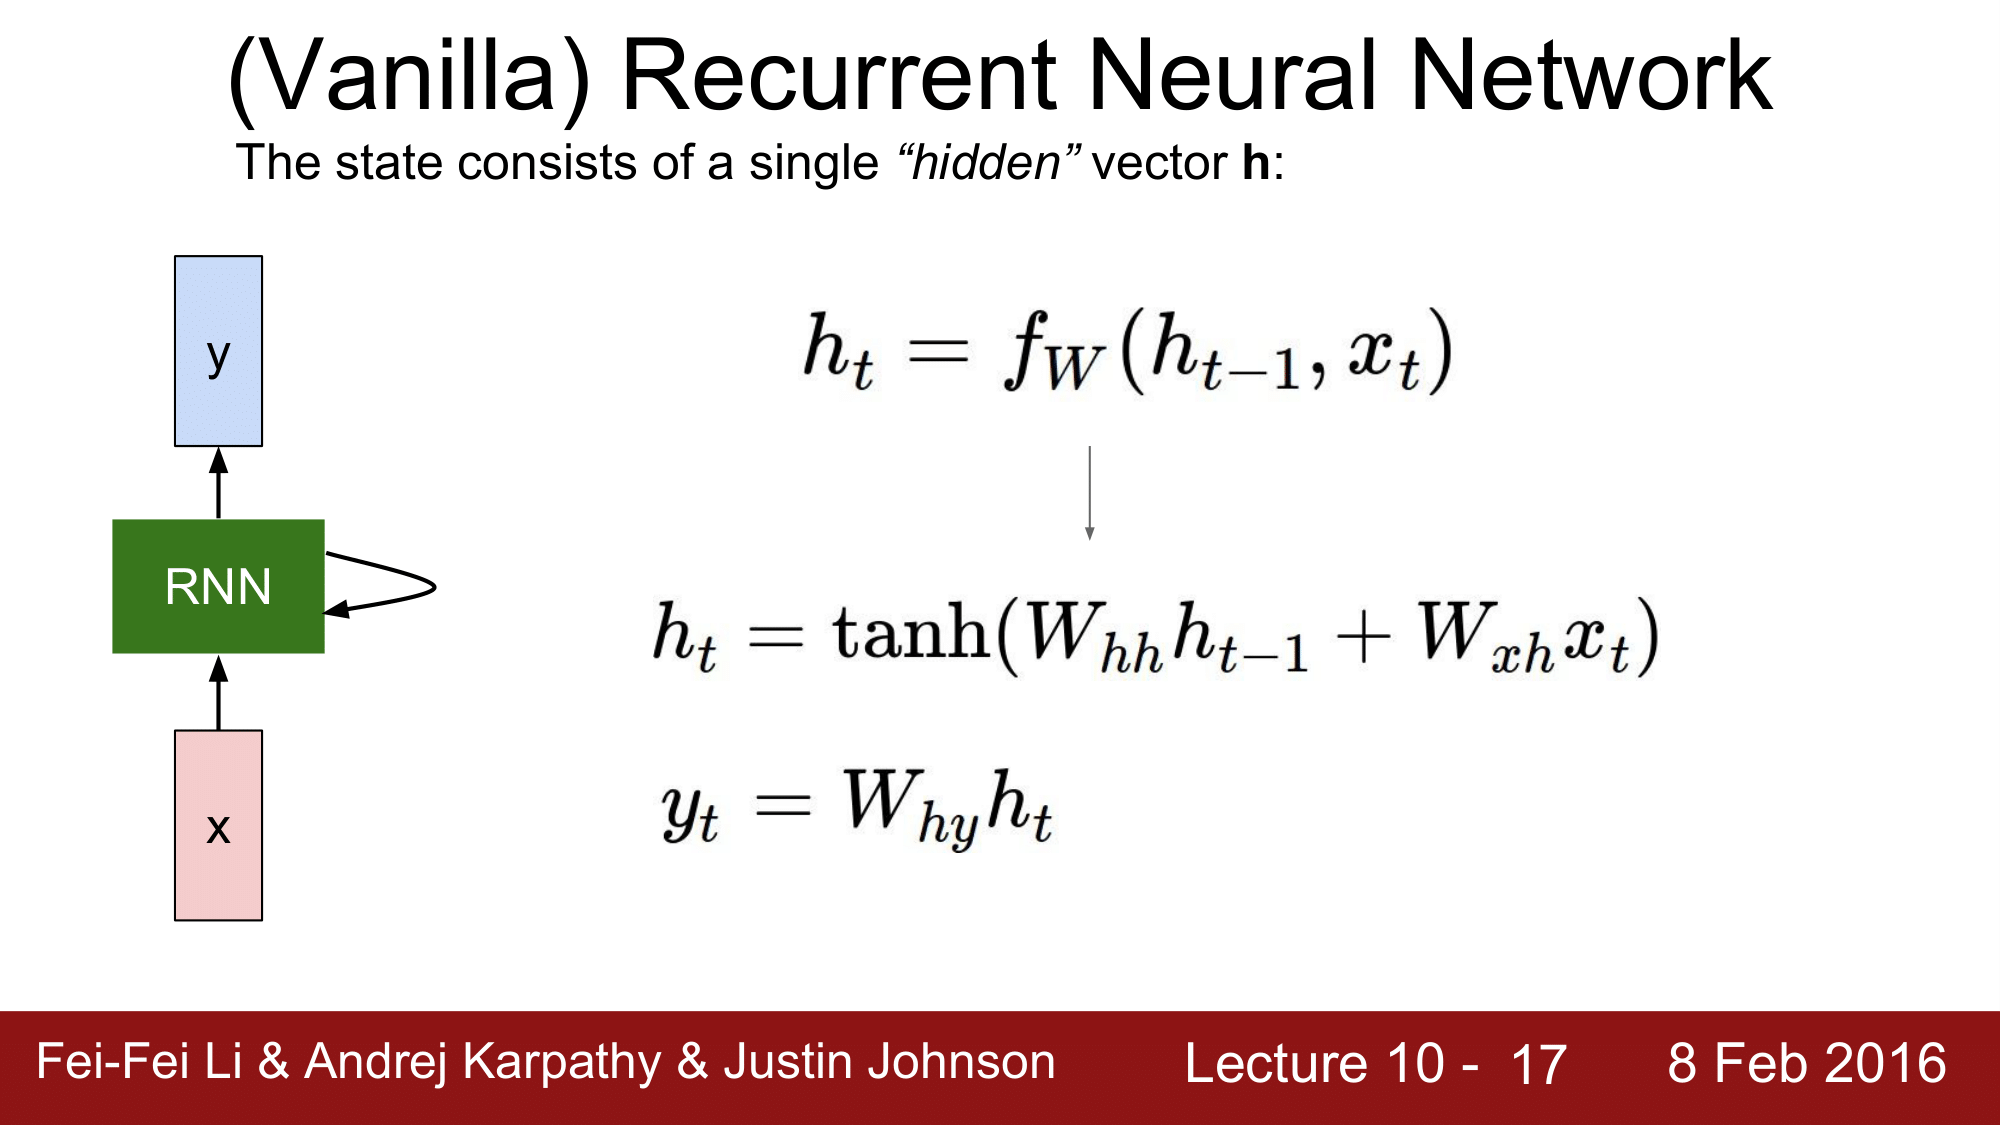 (Vanilla) Recurrent Neural Network
The state consists of a single “hidden” vector h:
y
RNN
x
h_t = f_W(h_{t−1}, x_t)
h_t = tanh(W_{hh}h_{t−1} + W_{xh}x_t)
y_t = W_{hy}h_t
Fei-Fei Li & Andrej Karpathy & Justin Johnson
Lecture 10 - 17
8 Feb 2016